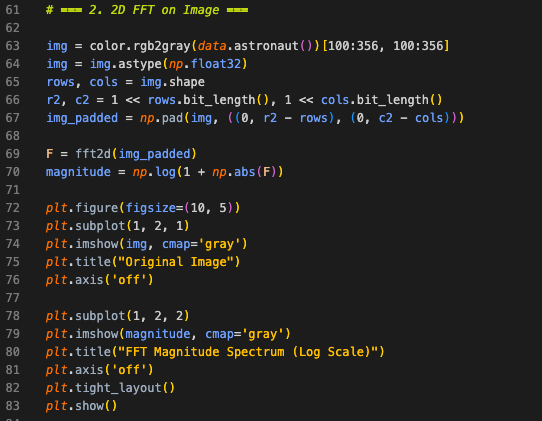 61 # === 2. 2D FFT on Image ===
62
63 img = color.rgb2gray(data.astronaut())[100:356, 100:356]
64 img = img.astype(np.float32)
65 rows, cols = img.shape
66 r2, c2 = 1 << rows.bit_length(), 1 << cols.bit_length()
67 img_padded = np.pad(img, ((0, r2 - rows), (0, c2 - cols)))
68
69 F = fft2d(img_padded)
70 magnitude = np.log(1 + np.abs(F))
71
72 plt.figure(figsize=(10, 5))
73 plt.subplot(1, 2, 1)
74 plt.imshow(img, cmap='gray')
75 plt.title("Original Image")
76 plt.axis('off')
77
78 plt.subplot(1, 2, 2)
79 plt.imshow(magnitude, cmap='gray')
80 plt.title("FFT Magnitude Spectrum (Log Scale)")
81 plt.axis('off')
82 plt.tight_layout()
83 plt.show()